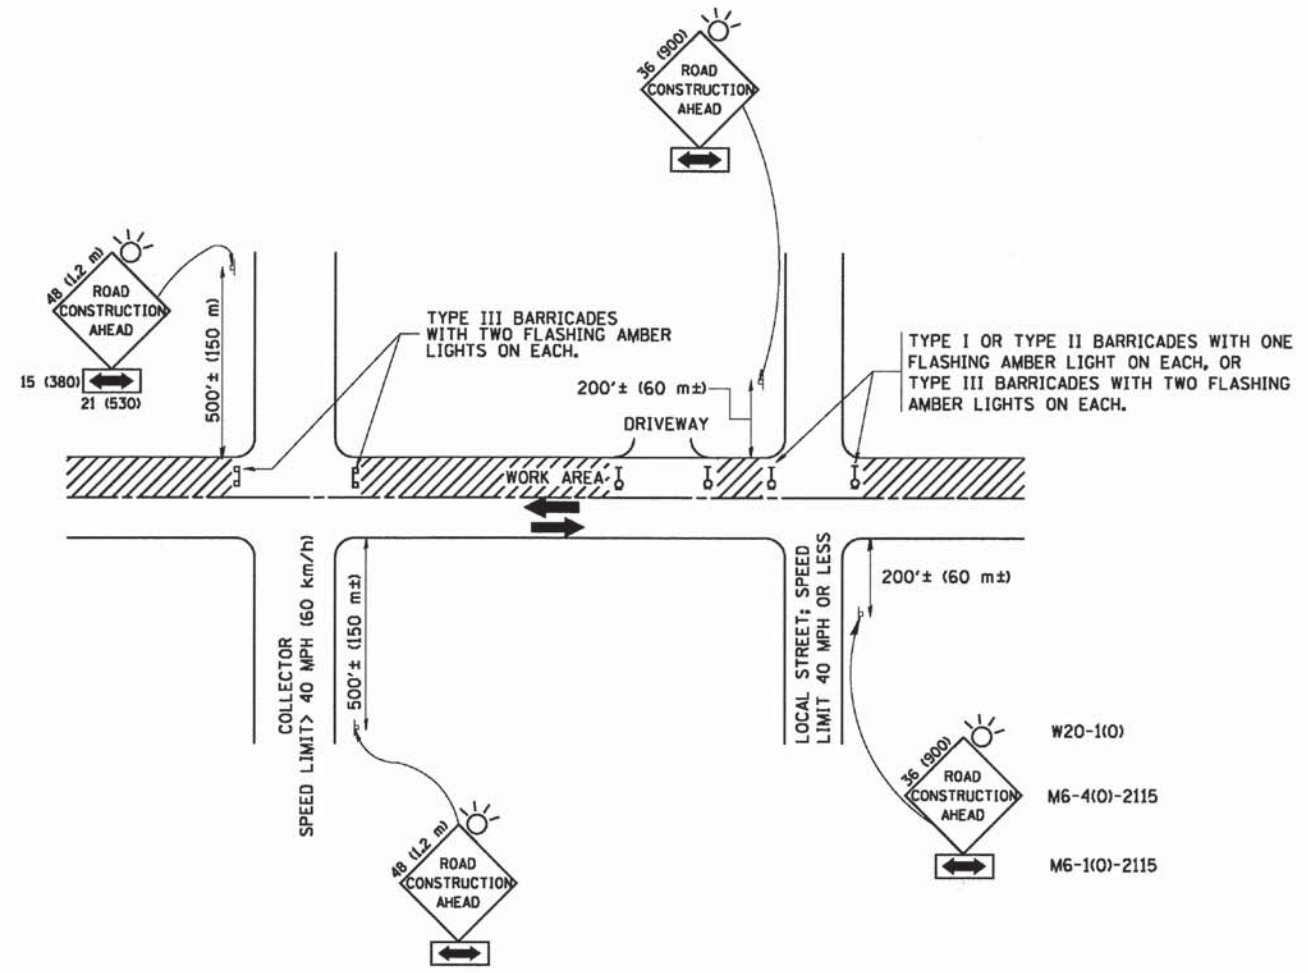 36 (900)
ROAD
CONSTRUCTION
AHEAD
48 (1.2 m)
ROAD
CONSTRUCTION
AHEAD
15 (380)
21 (530)
500'± (150 m)
TYPE III BARRICADES
WITH TWO FLASHING AMBER
LIGHTS ON EACH.
200'± (60 m±)
DRIVEWAY
TYPE I OR TYPE II BARRICADES WITH ONE
FLASHING AMBER LIGHT ON EACH, OR
TYPE III BARRICADES WITH TWO FLASHING
AMBER LIGHTS ON EACH.
WORK AREA
COLLECTOR
SPEED LIMIT> 40 MPH (60 km/h)
500'± (150 m±)
LOCAL STREET; SPEED
LIMIT 40 MPH OR LESS
200'± (60 m±)
36 (900)
ROAD
CONSTRUCTION
AHEAD
W20-1(O)
M6-4(O)-2115
M6-1(O)-2115
48 (1.2 m)
ROAD
CONSTRUCTION
AHEAD